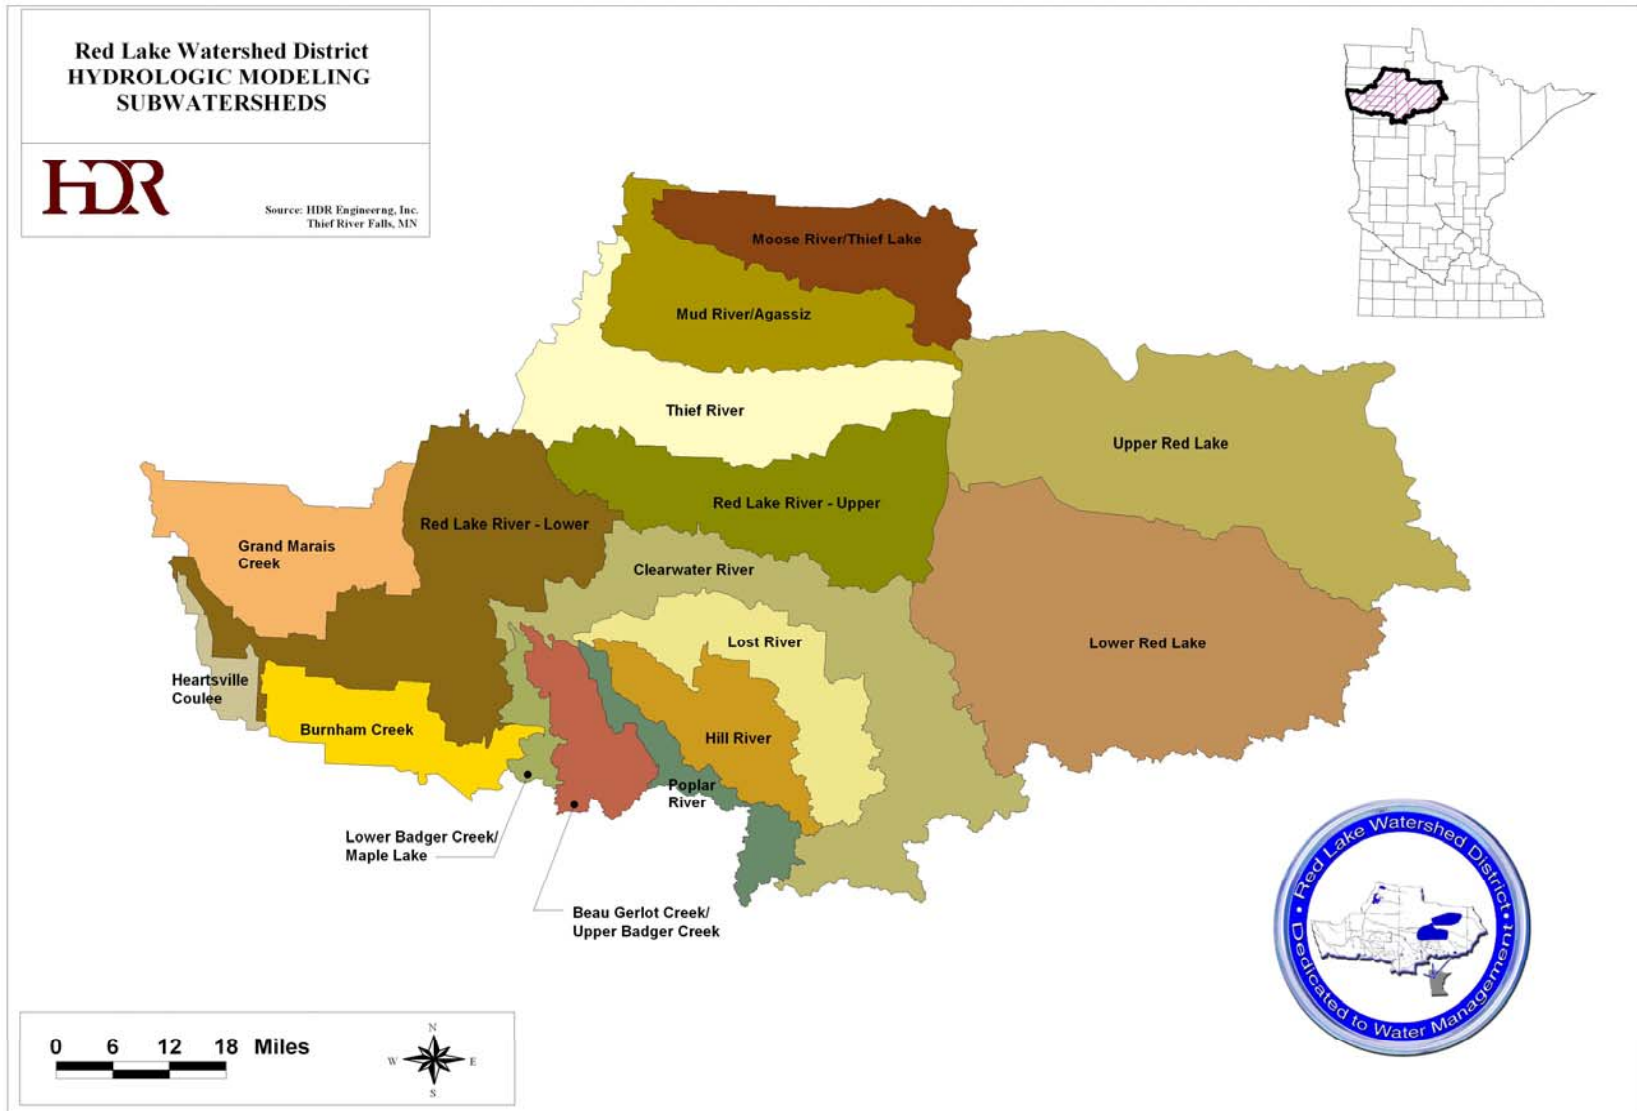 Red Lake Watershed District
HYDROLOGIC MODELING
SUBWATERSHEDS
HDR
Source: HDR Engineerng, Inc.
Thief River Falls, MN
Moose River/Thief Lake
Mud River/Agassiz
Thief River
Upper Red Lake
Red Lake River - Upper
Red Lake River - Lower
Grand Marais
Creek
Clearwater River
Lost River
Lower Red Lake
Heartsville
Coulee
Burnham Creek
Hill River
Poplar
River
Lower Badger Creek/
Maple Lake
Beau Gerlot Creek/
Upper Badger Creek
Red Lake Watershed District
Dedicated to Water Management
0 6 12 18 Miles
N
W E
S